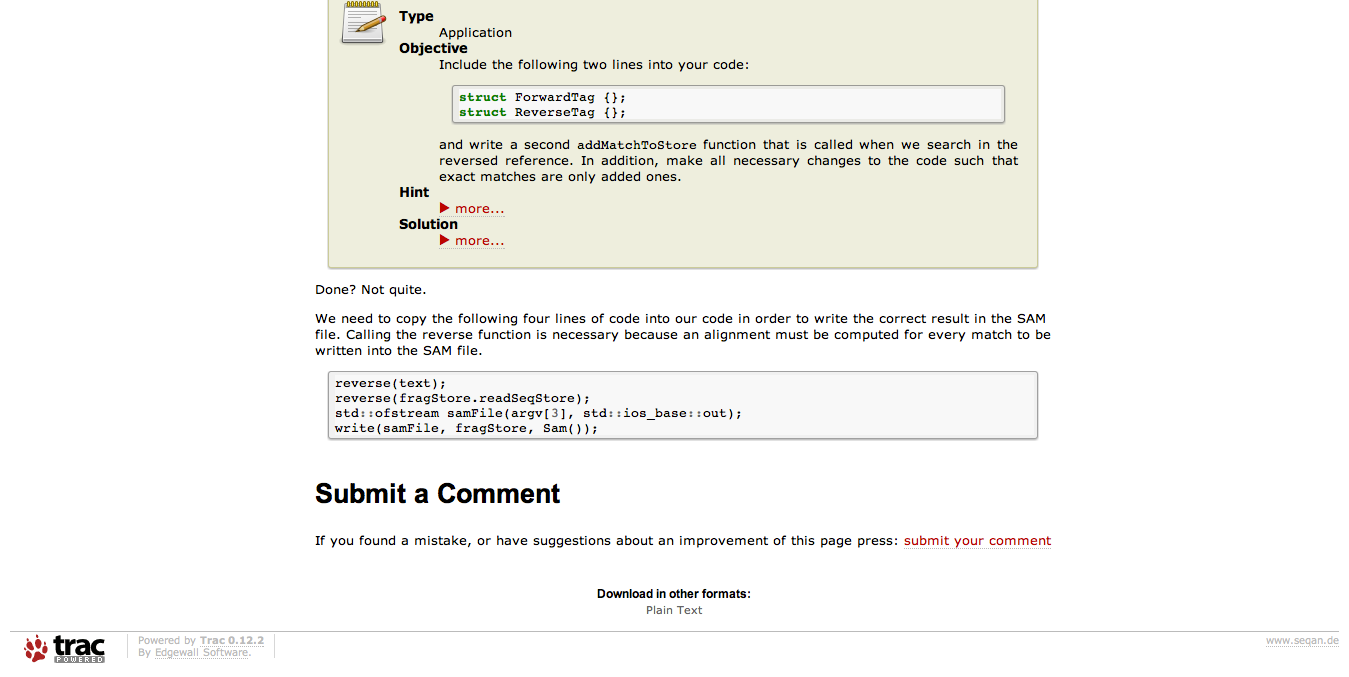 Type
Application
Objective
Include the following two lines into your code:
struct ForwardTag {};
struct ReverseTag {};
and write a second addMatchToStore function that is called when we search in the
reversed reference. In addition, make all necessary changes to the code such that
exact matches are only added ones.
Hint
▶ more...
Solution
▶ more...
Done? Not quite.
We need to copy the following four lines of code into our code in order to write the correct result in the SAM
file. Calling the reverse function is necessary because an alignment must be computed for every match to be
written into the SAM file.
reverse(text);
reverse(fragStore.readSeqStore);
std::ofstream samFile(argv[3], std::ios_base::out);
write(samFile, fragStore, Sam());
Submit a Comment
If you found a mistake, or have suggestions about an improvement of this page press: submit your comment
Download in other formats:
Plain Text
trac
POWERED
Powered by Trac 0.12.2
By Edgewall Software.
www.seqan.de